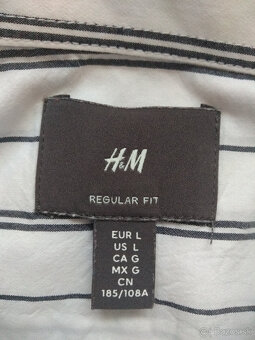 H&M
REGULAR FIT
EUR L
US L
CA G
MX G
CN
185/108A